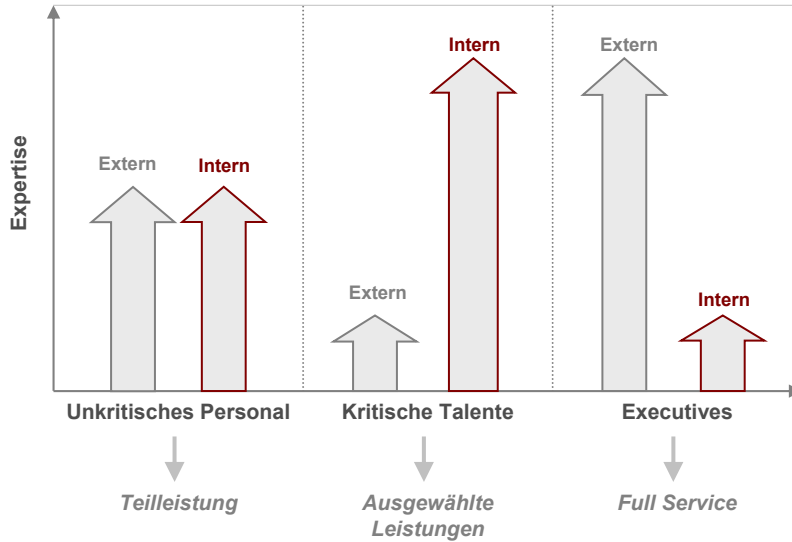 Expertise
Extern
Intern
Extern
Intern
Extern
Intern
Unkritisches Personal
Kritische Talente
Executives
Teilleistung
Ausgewählte
Leistungen
Full Service